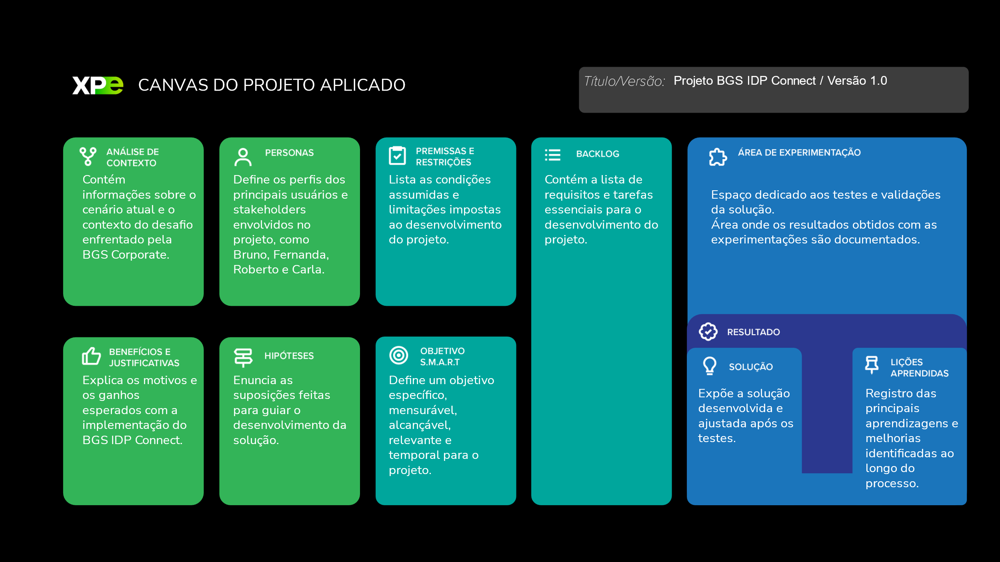 XPe
CANVAS DO PROJETO APLICADO
Título/Versão: Projeto BGS IDP Connect / Versão 1.0
ANÁLISE DE
CONTEXTO
Contém
informações sobre o
cenário atual e o
contexto do desafio
enfrentado pela
BGS Corporate.
PERSONAS
Define os perfis dos
principais usuários e
stakeholders
envolvidos no
projeto, como
Bruno, Fernanda,
Roberto e Carla.
PREMISSAS E
RESTRIÇÕES
Lista as condições
assumidas e
limitações impostas
ao desenvolvimento
do projeto.
BACKLOG
Contém a lista de
requisitos e tarefas
essenciais para o
desenvolvimento do
projeto.
ÁREA DE EXPERIMENTAÇÃO
Espaço dedicado aos testes e validações
da solução.
Área onde os resultados obtidos com as
experimentações são documentados.
BENEFÍCIOS E
JUSTIFICATIVAS
Explica os motivos e
os ganhos
esperados com a
implementação do
BGS IDP Connect.
HIPÓTESES
Enuncia as
suposições feitas
para guiar o
desenvolvimento da
solução.
OBJETIVO
S.M.A.R.T
Define um objetivo
específico,
mensurável,
alcançável,
relevante e
temporal para o
projeto.
RESULTADO
SOLUÇÃO
Expõe a solução
desenvolvida e
ajustada após os
testes.
LIÇÕES
APRENDIDAS
Registro das
principais
aprendizagens e
melhorias
identificadas ao
longo do
processo.